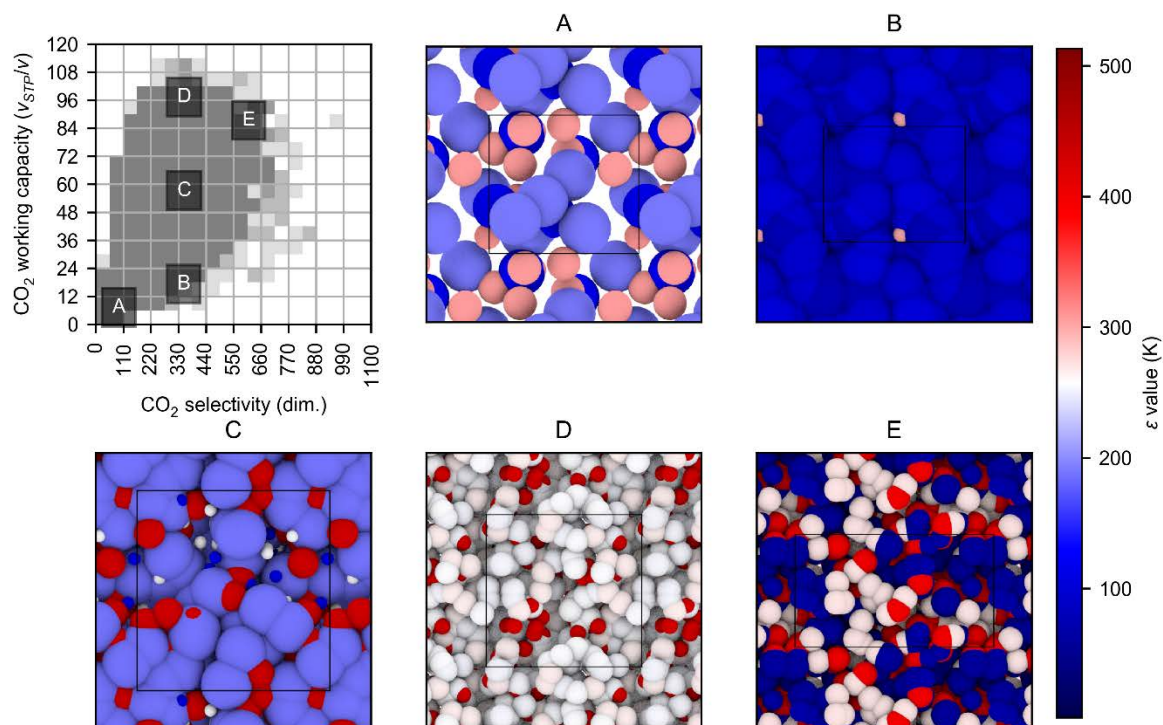 A
B
120
108
96
84
72
60
48
36
24
12
0
CO2 working capacity (vSTP/v)
D
E
C
B
A
0
110
220
330
440
550
660
770
880
990
1100
CO2 selectivity (dim.)
500
400
300
200
100
ε value (K)
C
D
E